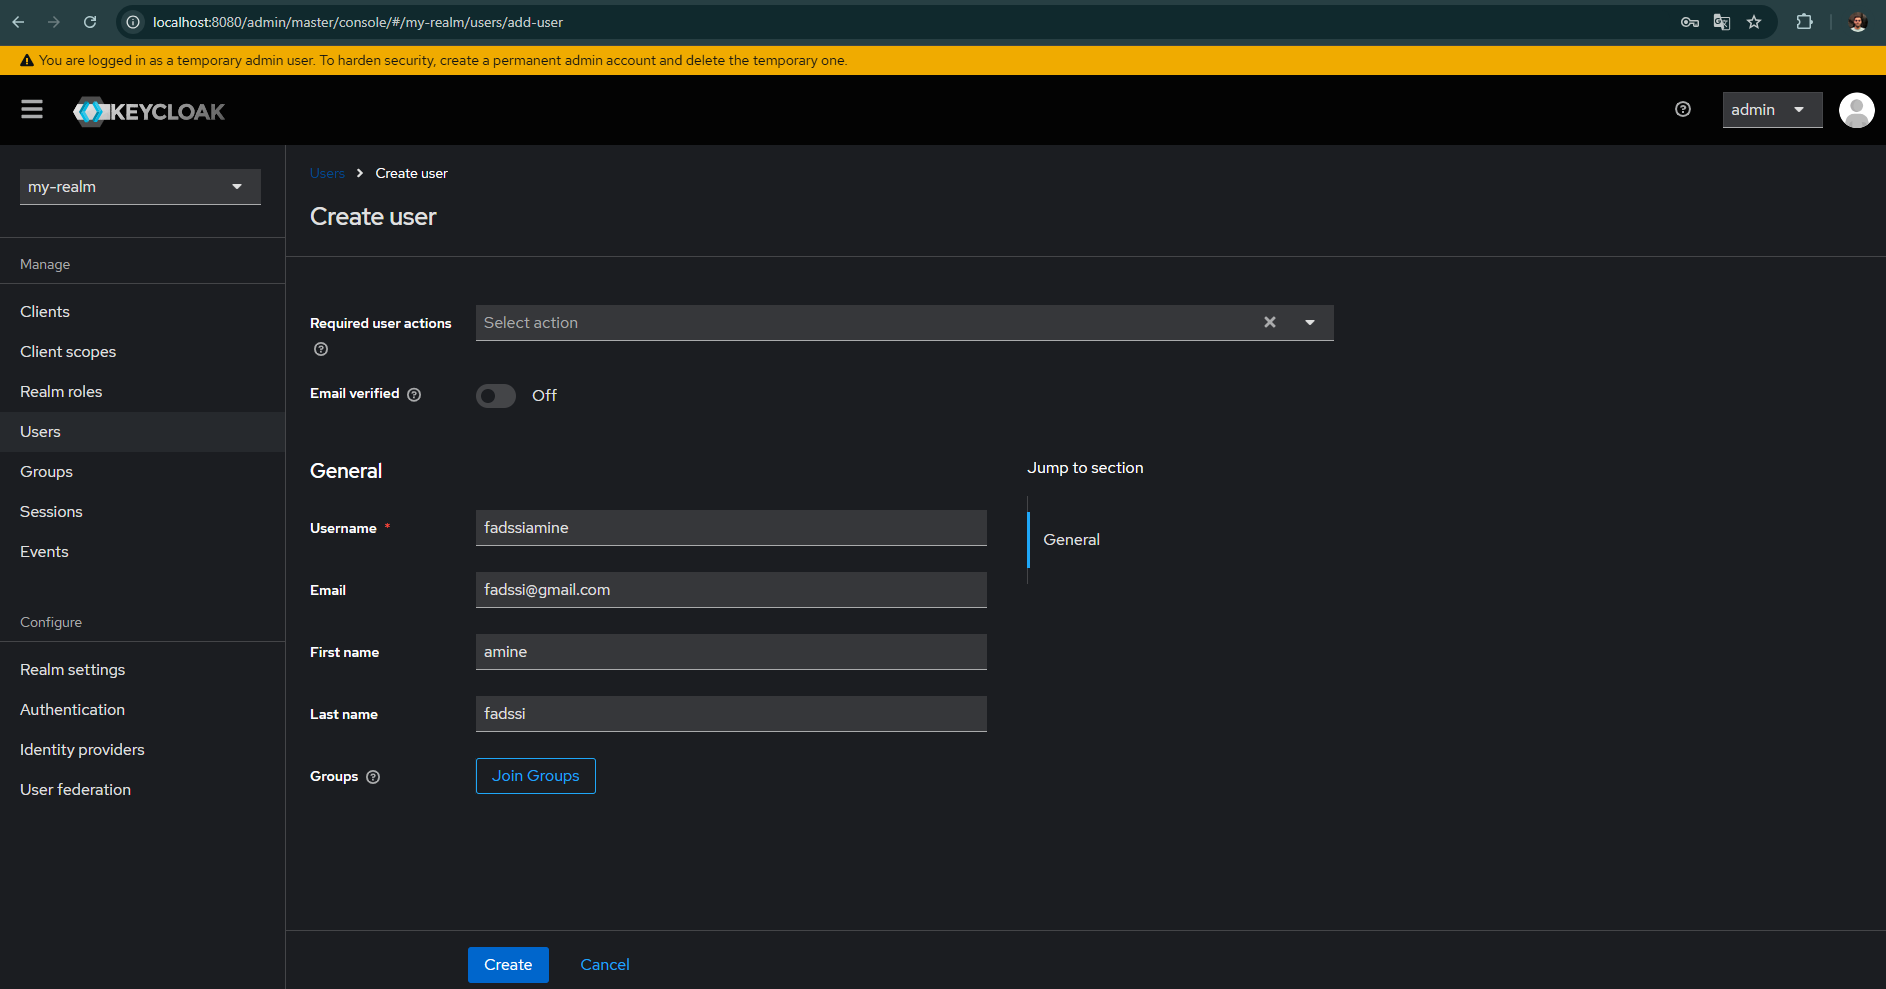 localhost:8080/admin/master/console/#/my-realm/users/add-user
You are logged in as a temporary admin user. To harden security, create a permanent admin account and delete the temporary one.
KEYCLOAK
admin
my-realm
Manage
Clients
Client scopes
Realm roles
Users
Groups
Sessions
Events
Configure
Realm settings
Authentication
Identity providers
User federation
Users > Create user
Create user
Required user actions
Select action
Email verified
Off
General
Username *
fadssiamine
Email
fadssi@gmail.com
First name
amine
Last name
fadssi
Groups
Join Groups
Jump to section
General
Create
Cancel